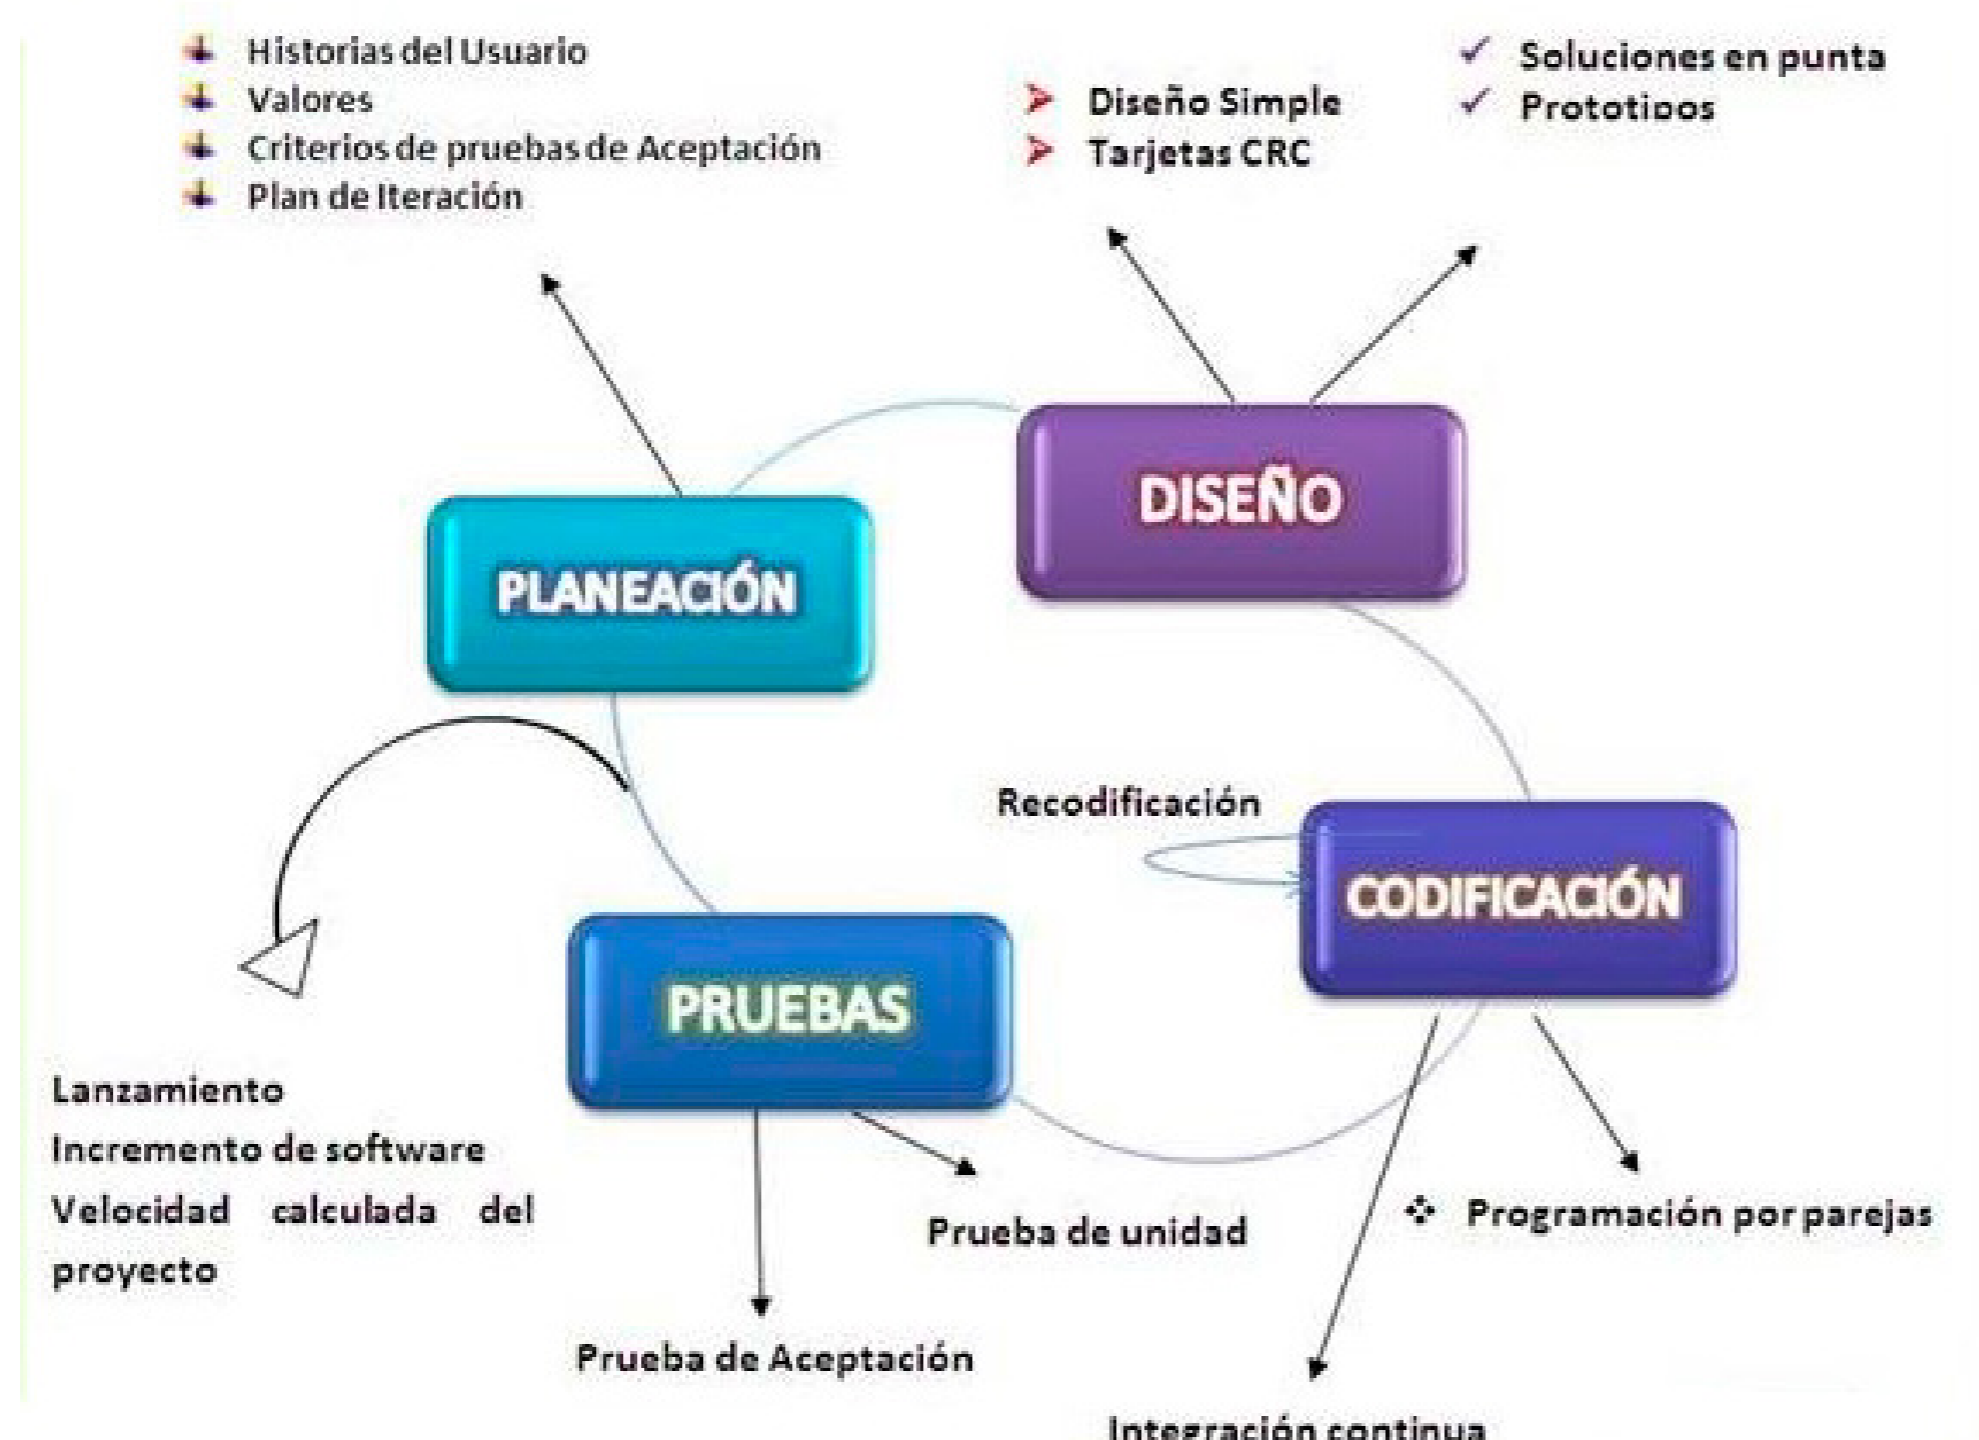 Historias del Usuario
Valores
Criterios de pruebas de Aceptación
Plan de Iteración
Diseño Simple
Tarjetas CRC
Soluciones en punta
Prototipos
DISEÑO
PLANEACIÓN
Recodificación
CODIFICACIÓN
PRUEBAS
Lanzamiento
Incremento de software
Velocidad calculada del
proyecto
Prueba de unidad
Programación por parejas
Prueba de Aceptación
Integración continua